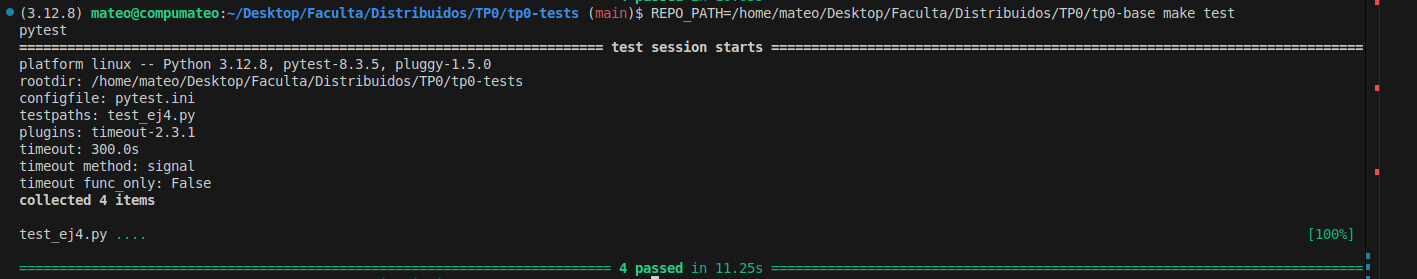 (3.12.8) mateo@compumateo:~/Desktop/Faculta/Distribuidos/TP0/tp0-tests (main)$ REPO_PATH=/home/mateo/Desktop/Faculta/Distribuidos/TP0/tp0-base make test
pytest
========================================================================= test session starts =========================================================================
platform linux -- Python 3.12.8, pytest-8.3.5, pluggy-1.5.0
rootdir: /home/mateo/Desktop/Faculta/Distribuidos/TP0/tp0-tests
configfile: pytest.ini
testpaths: test_ej4.py
plugins: timeout-2.3.1
timeout: 300.0s
timeout method: signal
timeout func_only: False
collected 4 items
test_ej4.py .... [100%]
========================================================================== 4 passed in 11.25s ==========================================================================